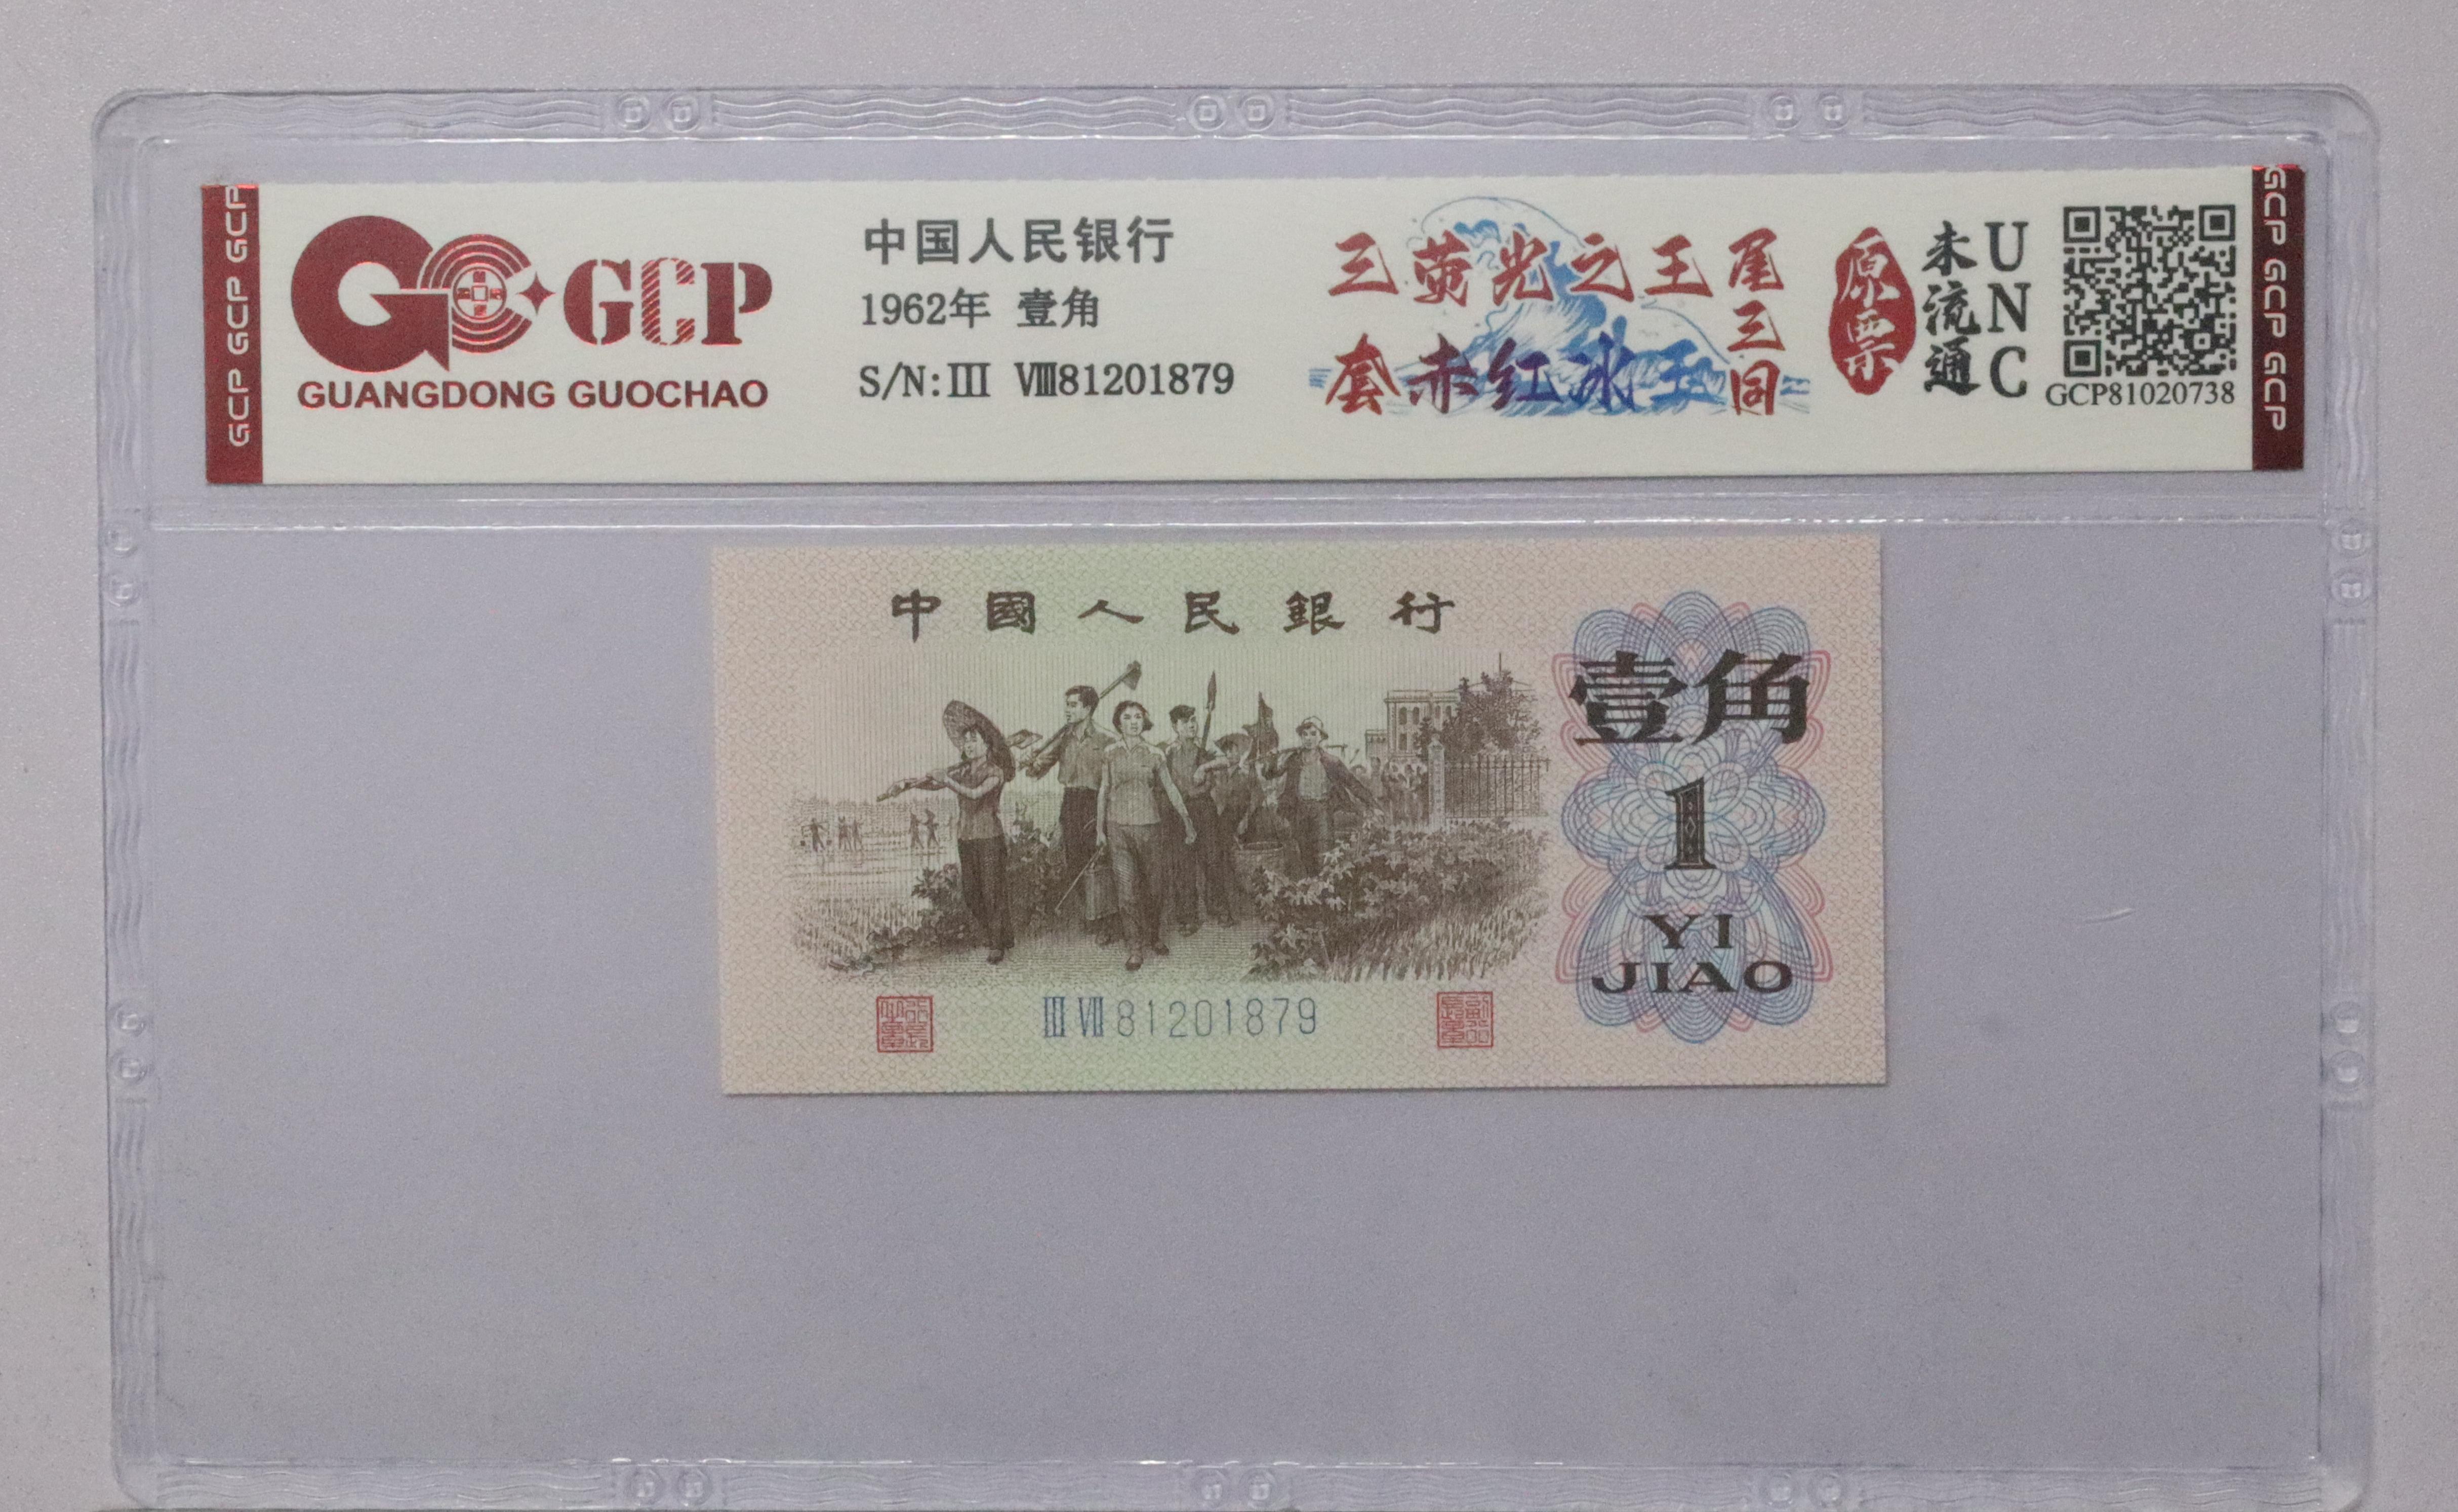 GCP GCP GCP
GCP
GUANGDONG GUOCHAO
中国人民银行
1962年 壹角
S/N:Ⅲ Ⅷ81201879
三萤光之王
套赤红冰王
尾三同
原票
未流通
UNC
GCP81020738
GCP GCP GCP
中國人民銀行
壹角
1
YI
JIAO
Ⅲ Ⅷ 81201879